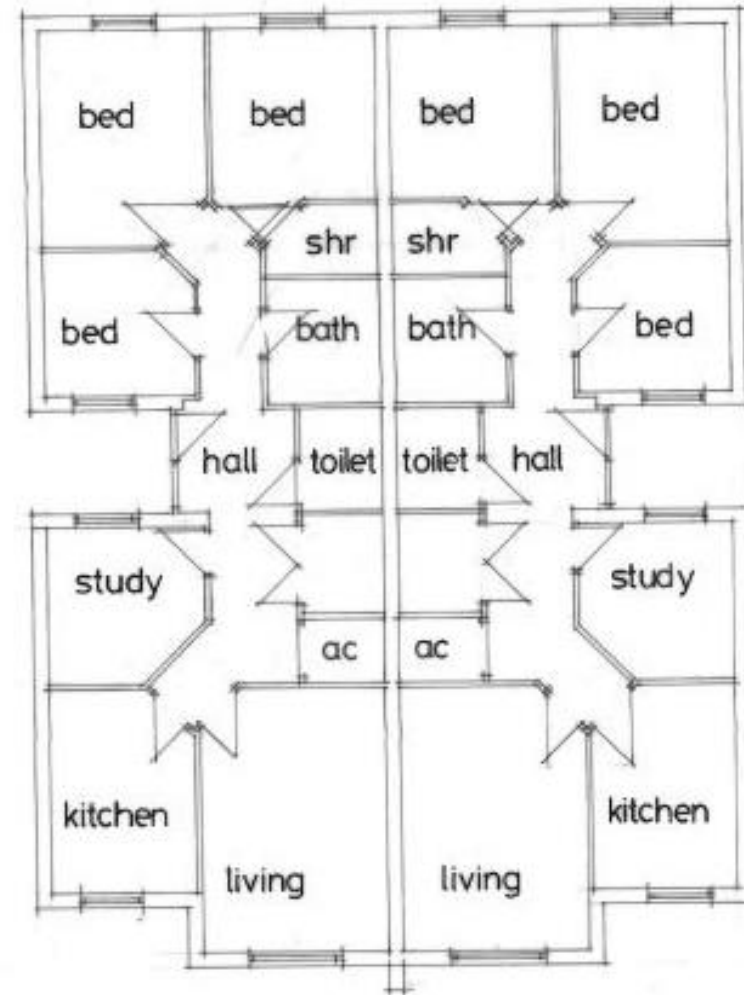 bed bed bed bed
shr shr
bed bath bath bed
hall toilet toilet hall
study study
ac ac
kitchen kitchen
living living